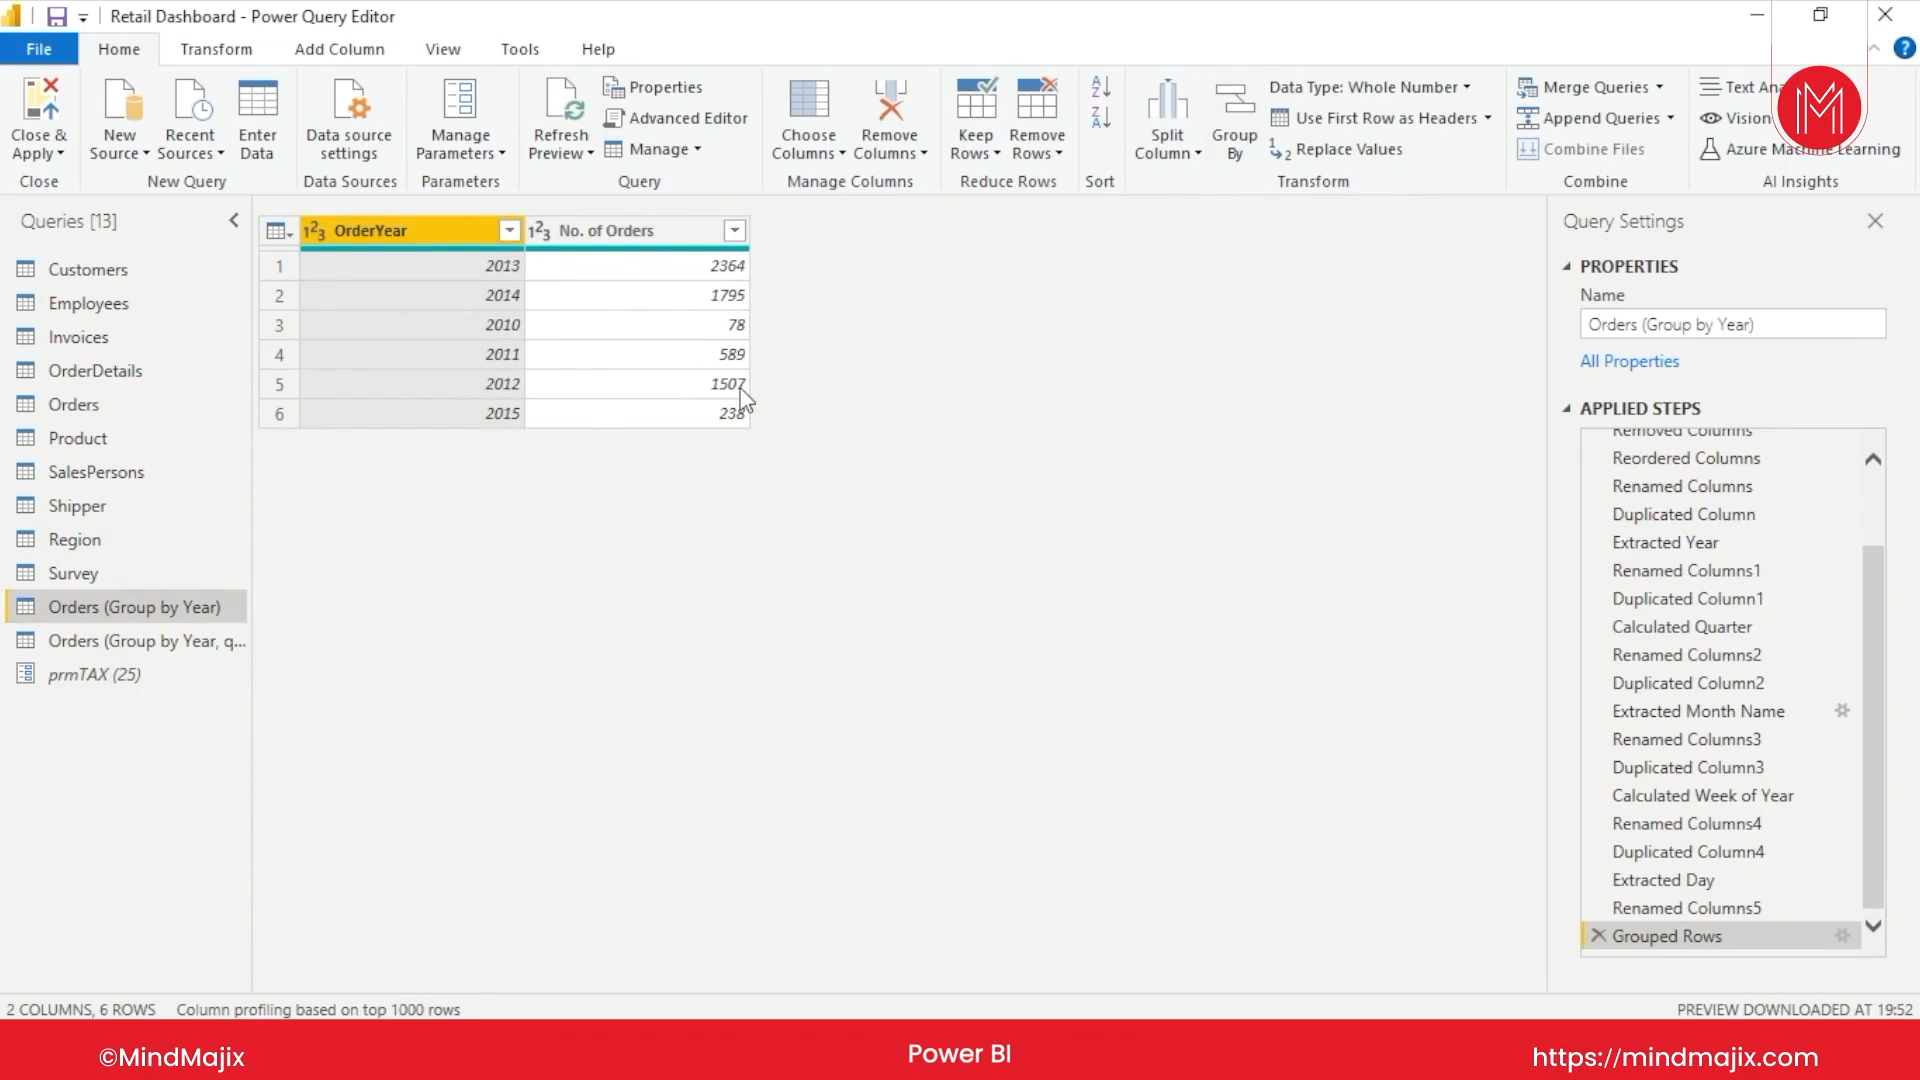 Retail Dashboard - Power Query Editor
File Home Transform Add Column View Tools Help
Close & Apply
New Source
Recent Sources
Enter Data
Data source settings
Manage Parameters
Refresh Preview
Properties
Advanced Editor
Manage
Choose Columns
Remove Columns
Keep Rows
Remove Rows
Split Column
Group By
Data Type: Whole Number
Use First Row as Headers
Replace Values
Merge Queries
Append Queries
Combine Files
Text
Vision
Azure Machine Learning
Close New Query Data Sources Parameters Query Manage Columns Reduce Rows Sort Transform Combine AI Insights
Queries [13]
Customers
Employees
Invoices
OrderDetails
Orders
Product
SalesPersons
Shipper
Region
Survey
Orders (Group by Year)
Orders (Group by Year, q...
prmTAX (25)
OrderYear No. of Orders
1 2013 2364
2 2014 1795
3 2010 78
4 2011 589
5 2012 1507
6 2015 238
Query Settings
PROPERTIES
Name
Orders (Group by Year)
All Properties
APPLIED STEPS
Removed Columns
Reordered Columns
Renamed Columns
Duplicated Column
Extracted Year
Renamed Columns1
Duplicated Column1
Calculated Quarter
Renamed Columns2
Duplicated Column2
Extracted Month Name
Renamed Columns3
Duplicated Column3
Calculated Week of Year
Renamed Columns4
Duplicated Column4
Extracted Day
Renamed Columns5
Grouped Rows
2 COLUMNS, 6 ROWS Column profiling based on top 1000 rows
PREVIEW DOWNLOADED AT 19:52
©MindMajix
Power BI
https://mindmajix.com